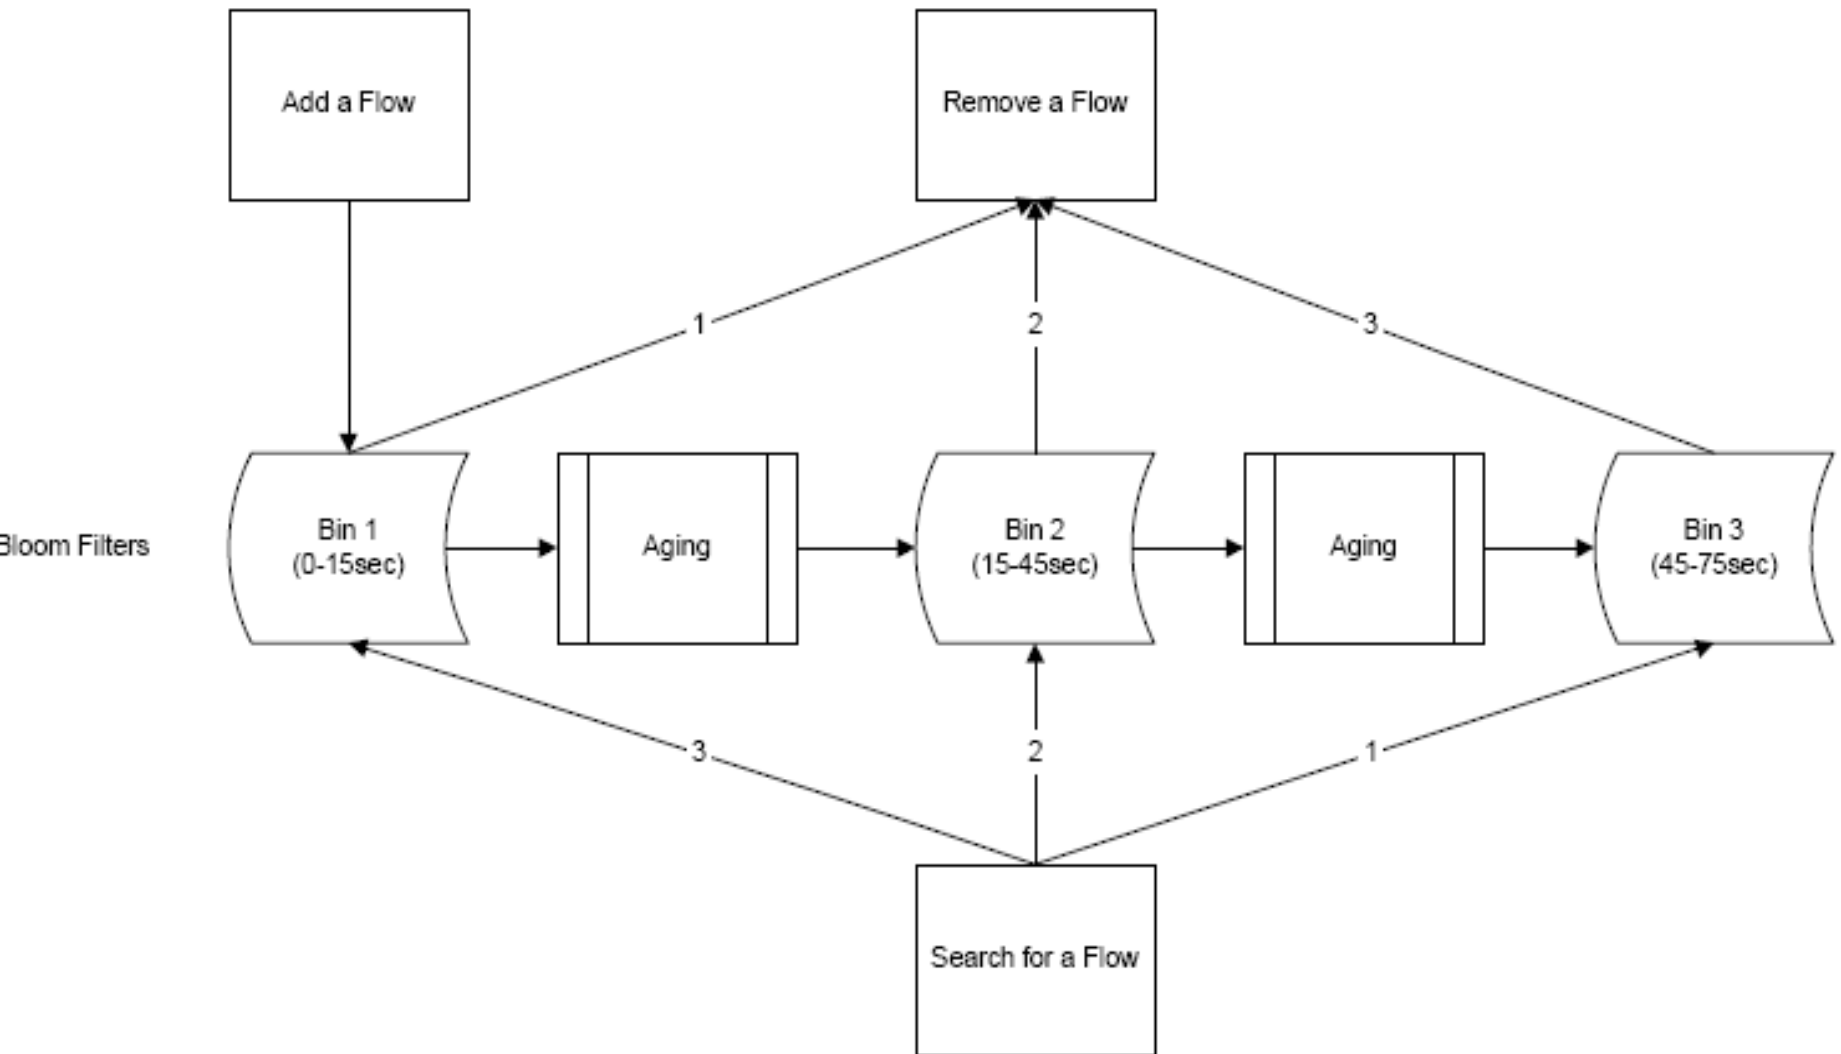 Add a Flow
Remove a Flow
1
2
3
Bloom Filters
Bin 1
(0-15sec)
Aging
Bin 2
(15-45sec)
Aging
Bin 3
(45-75sec)
3
2
1
Search for a Flow